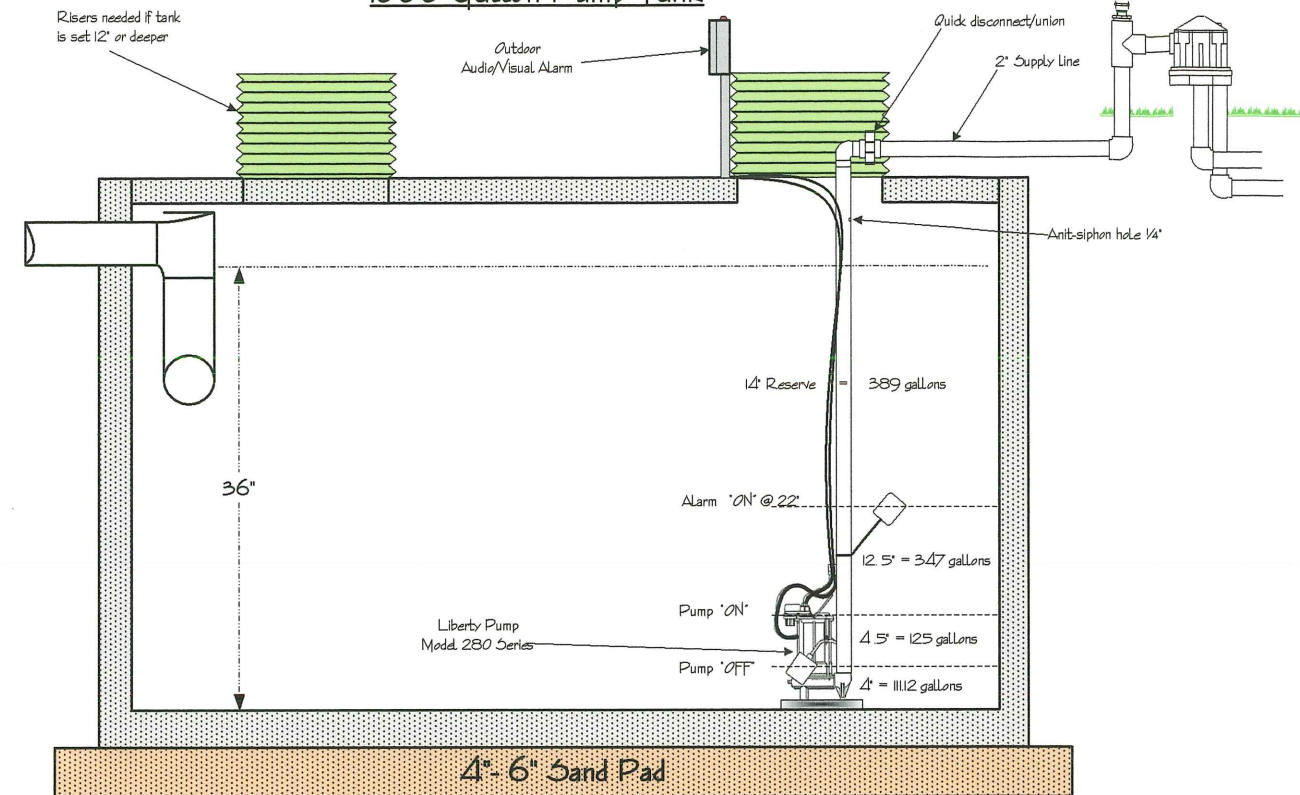 Gallon Pump Tank
Risers needed if tank
is set 12" or deeper
Outdoor
Audio/Visual Alarm
Quick disconnect/union
2" Supply Line
Anit-siphon hole 1/4"
14" Reserve = 389 gallons
36"
Alarm "ON" @ 22"
12.5" = 347 gallons
Pump "ON"
Liberty Pump
Model 280 Series
4.5" = 125 gallons
Pump "OFF"
4" = 111.12 gallons
4"- 6" Sand Pad